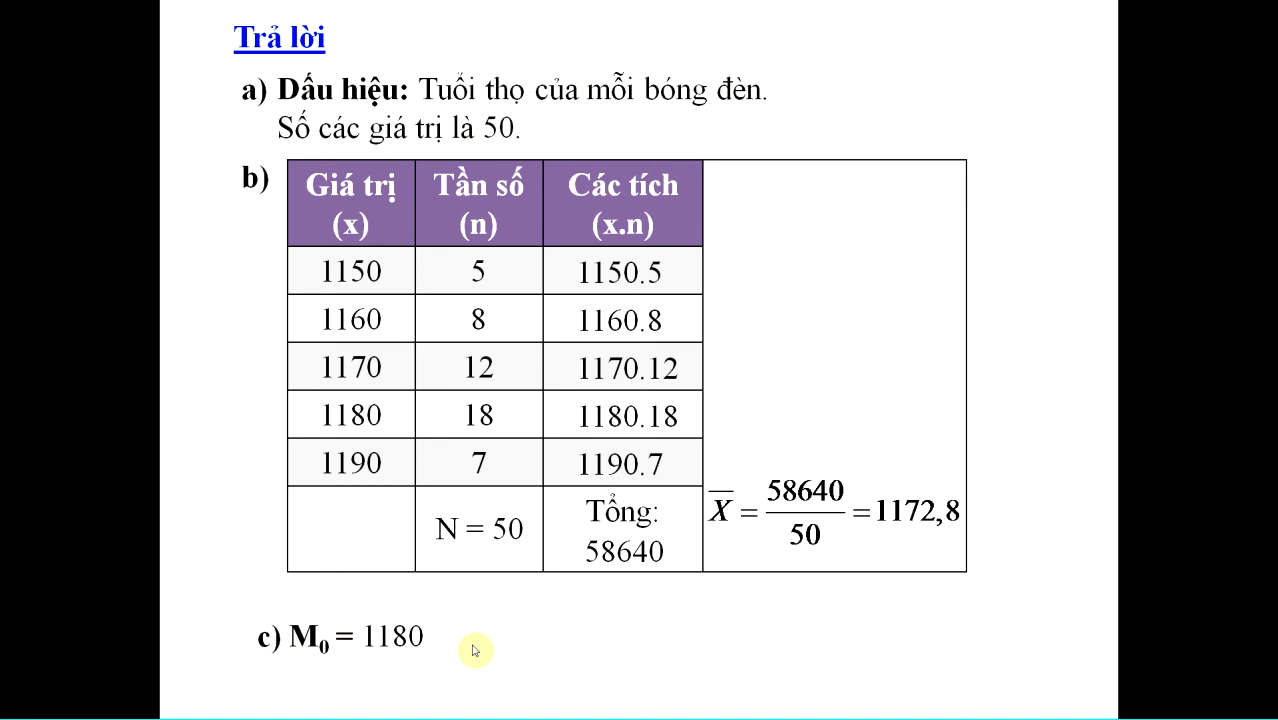 Trả lời
a) Dấu hiệu: Tuổi thọ của mỗi bóng đèn.
Số các giá trị là 50.
b)
Giá trị (x) Tần số (n) Các tích (x.n)
1150 5 1150.5
1160 8 1160.8
1170 12 1170.12
1180 18 1180.18
1190 7 1190.7
N = 50 Tổng: 58640 X̅ = 58640/50 = 1172,8
c) M₀ = 1180